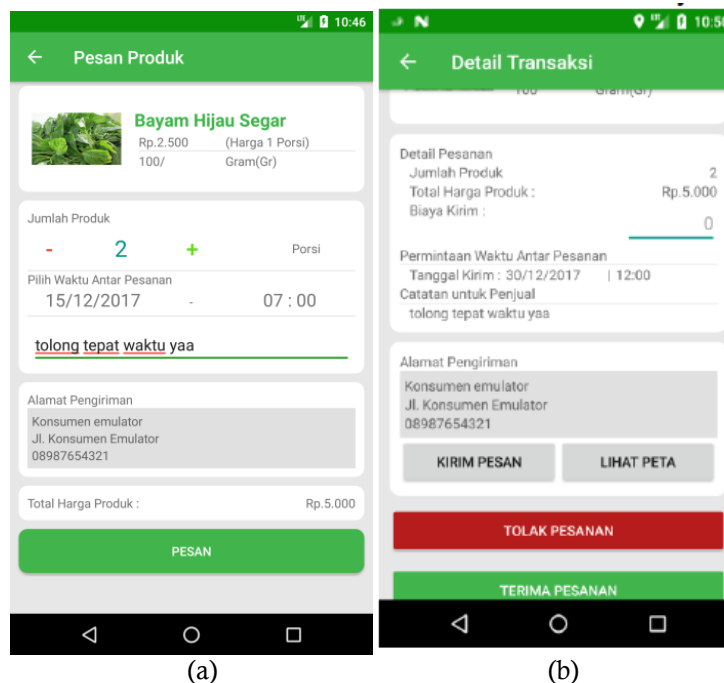 LTE 10:46
Pesan Produk
Bayam Hijau Segar
Rp.2.500 (Harga 1 Porsi)
100/ Gram(Gr)
Jumlah Produk
- 2 + Porsi
Pilih Waktu Antar Pesanan
15/12/2017 - 07 : 00
tolong tepat waktu yaa
Alamat Pengiriman
Konsumen emulator
Jl. Konsumen Emulator
08987654321
Total Harga Produk : Rp.5.000
PESAN
(a)
N LTE
Detail Transaksi
100 Gram(Gr)
Detail Pesanan
Jumlah Produk 2
Total Harga Produk : Rp.5.000
Biaya Kirim :
0
Permintaan Waktu Antar Pesanan
Tanggal Kirim : 30/12/2017 | 12:00
Catatan untuk Penjual
tolong tepat waktu yaa
Alamat Pengiriman
Konsumen emulator
Jl. Konsumen Emulator
08987654321
KIRIM PESAN LIHAT PETA
TOLAK PESANAN
TERIMA PESANAN
(b)